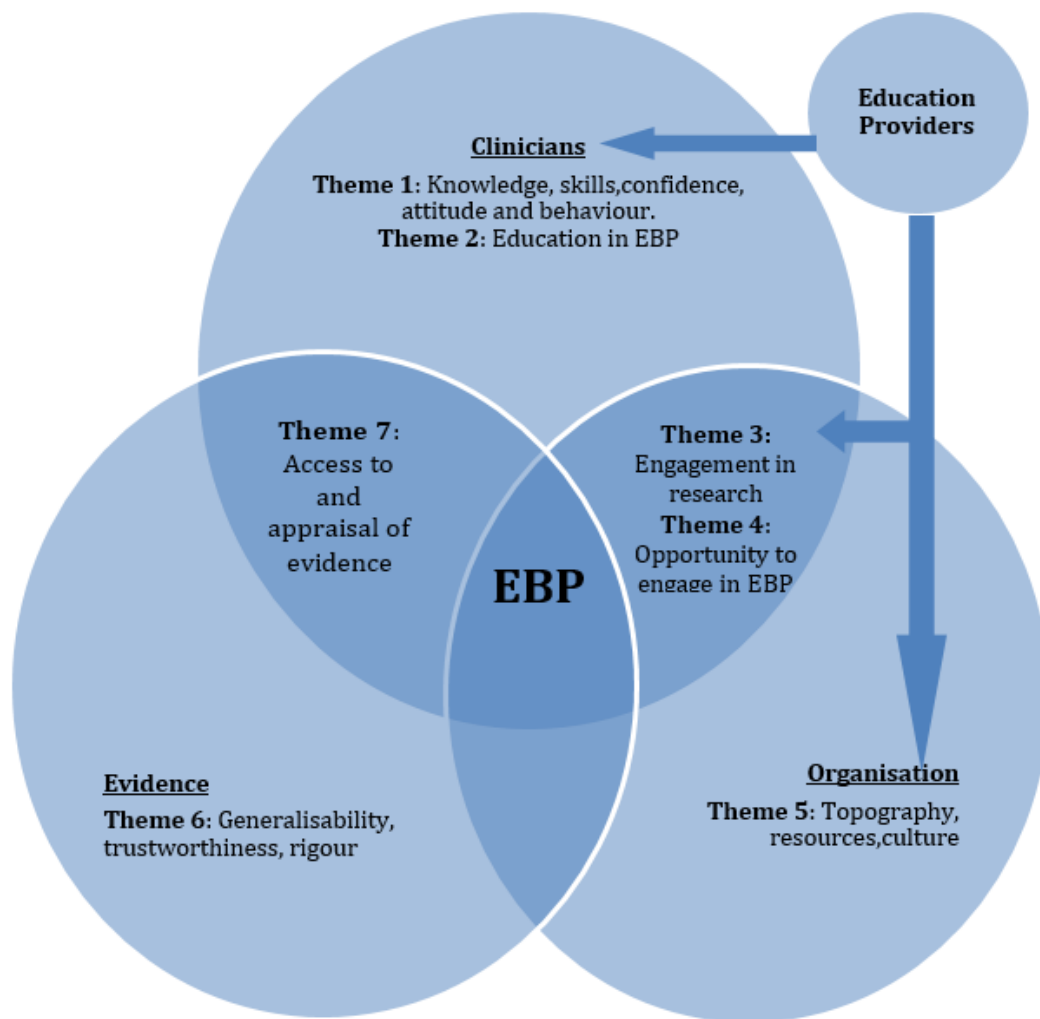 Education
Providers
Clinicians
Theme 1: Knowledge, skills,confidence,
attitude and behaviour.
Theme 2: Education in EBP
Theme 7:
Access to
and
appraisal of
evidence
Theme 3:
Engagement in
research
Theme 4:
Opportunity to
engage in EBP
EBP
Evidence
Theme 6: Generalisability,
trustworthiness, rigour
Organisation
Theme 5: Topography,
resources,culture